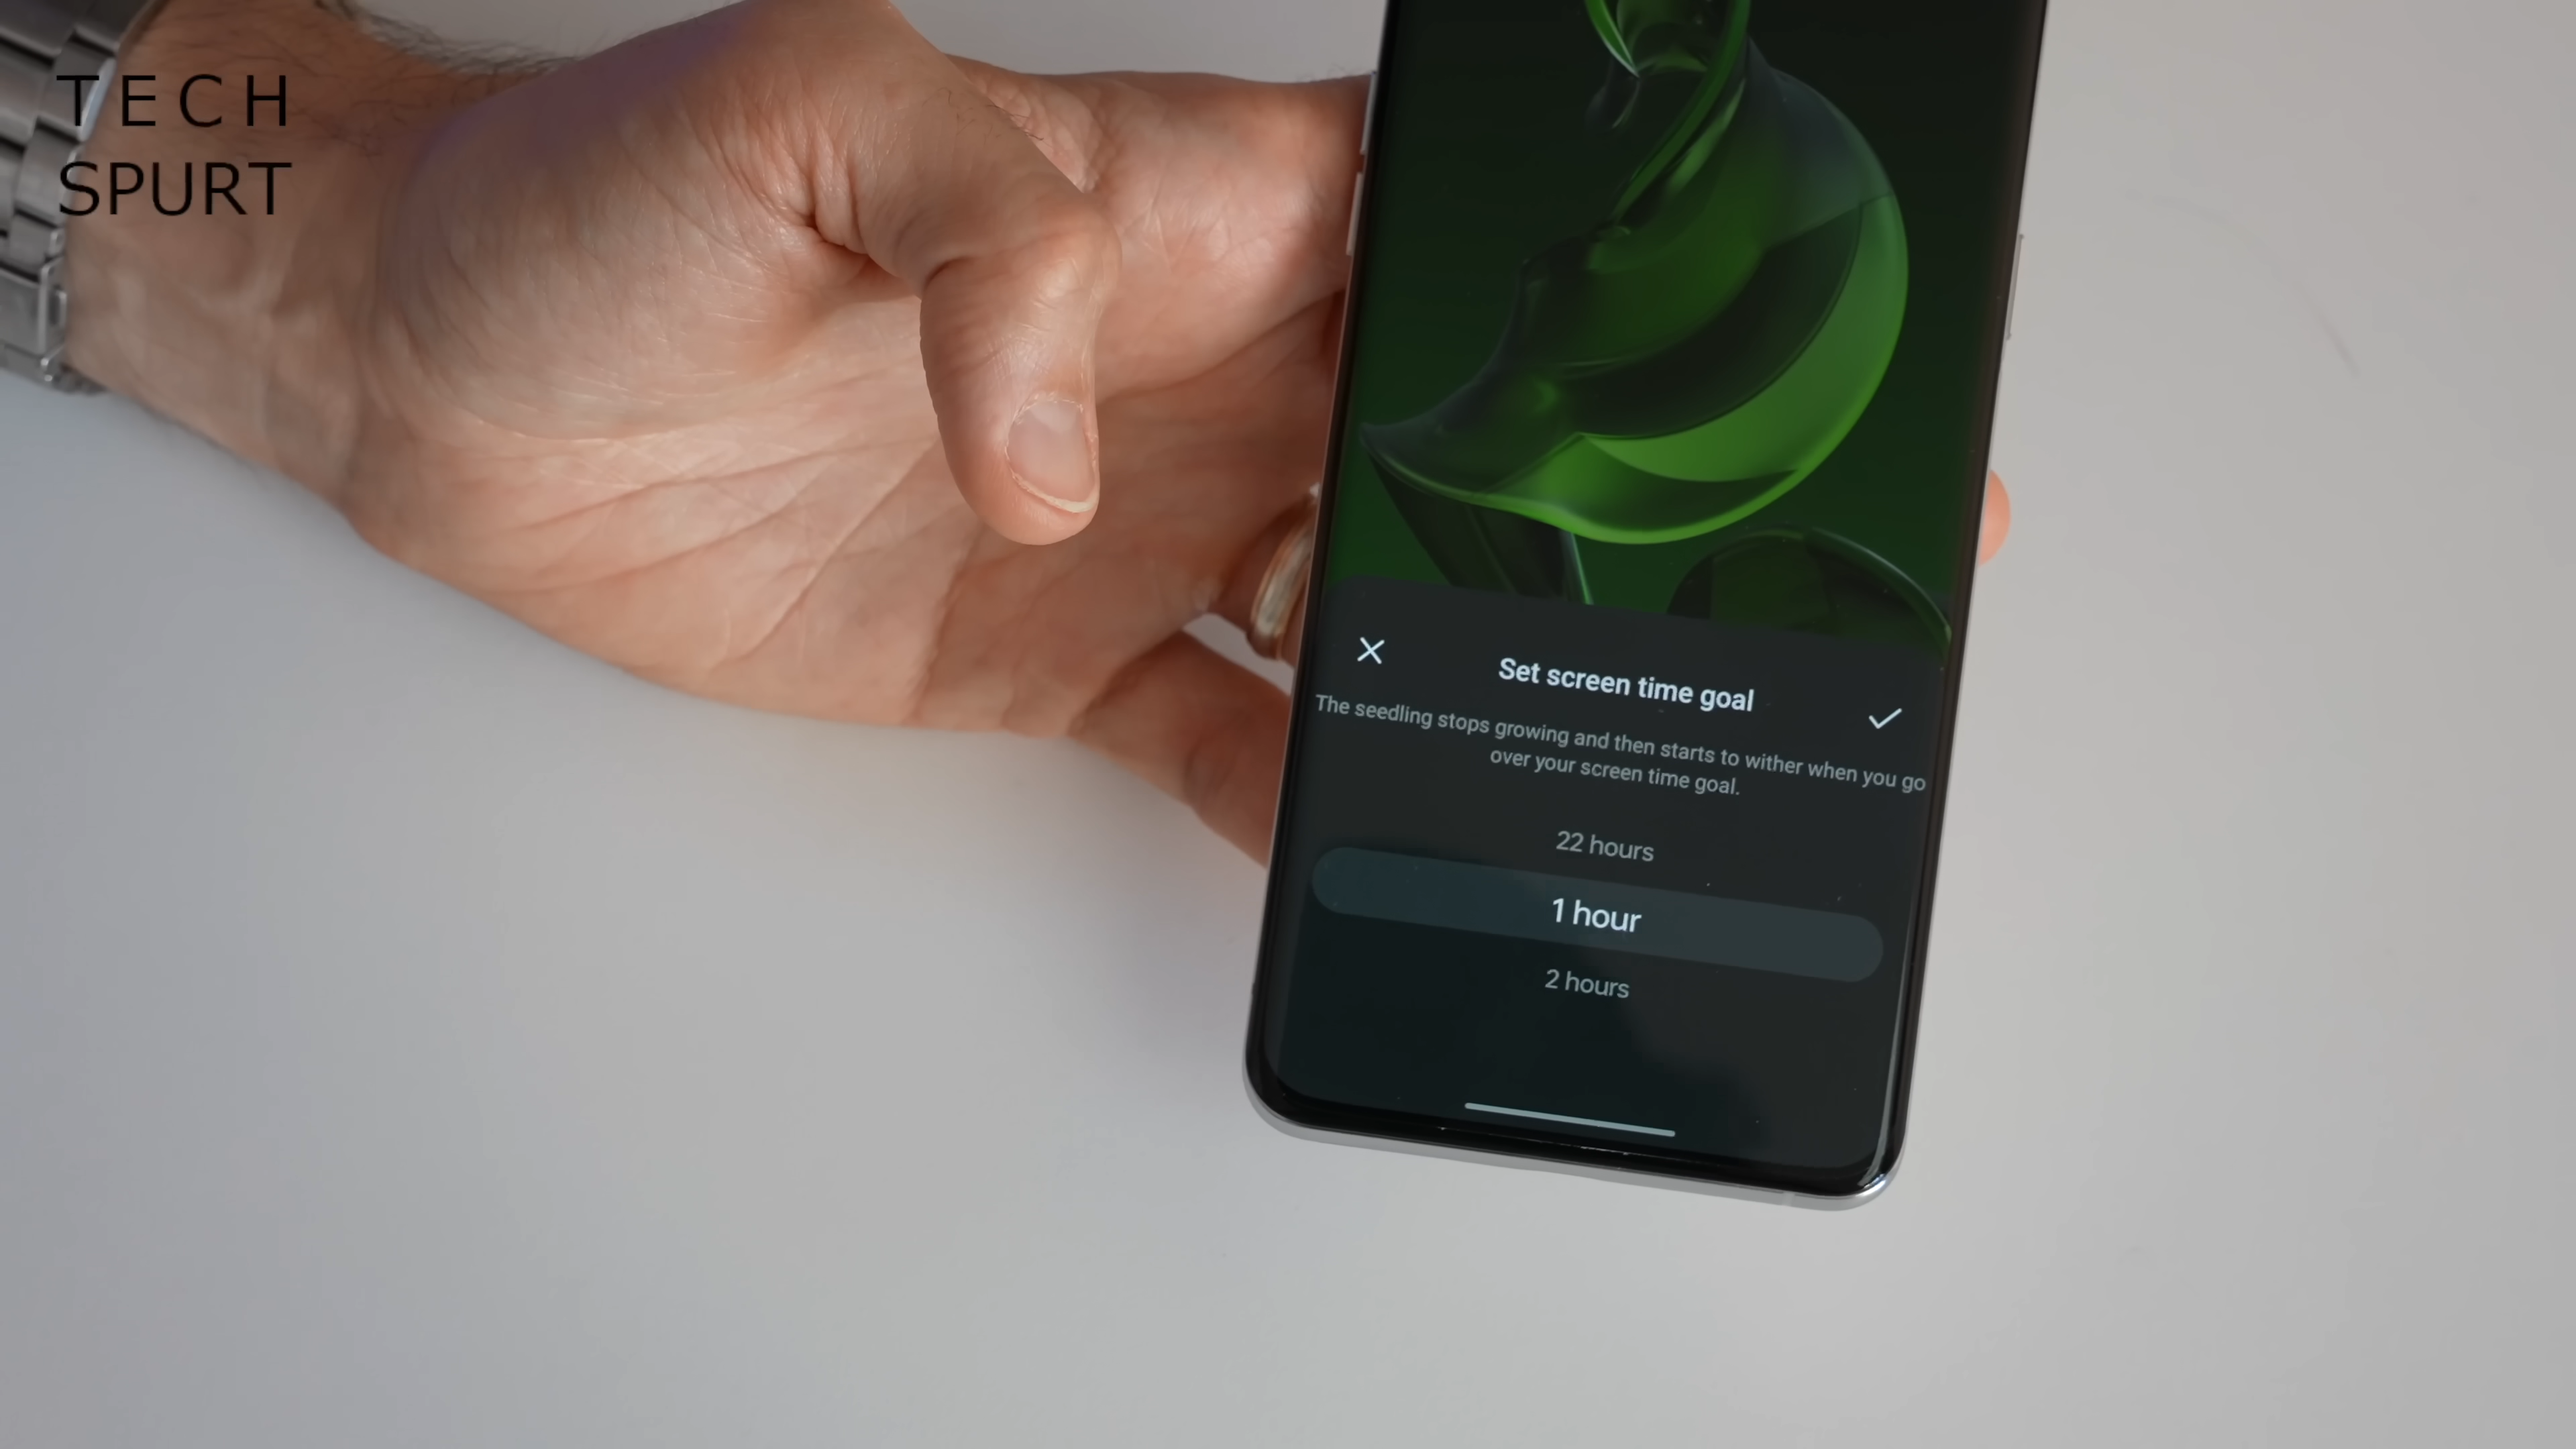 TECH
SPURT
Set screen time goal
The seedling stops growing and then starts to wither when you go
over your screen time goal.
22 hours
1 hour
2 hours